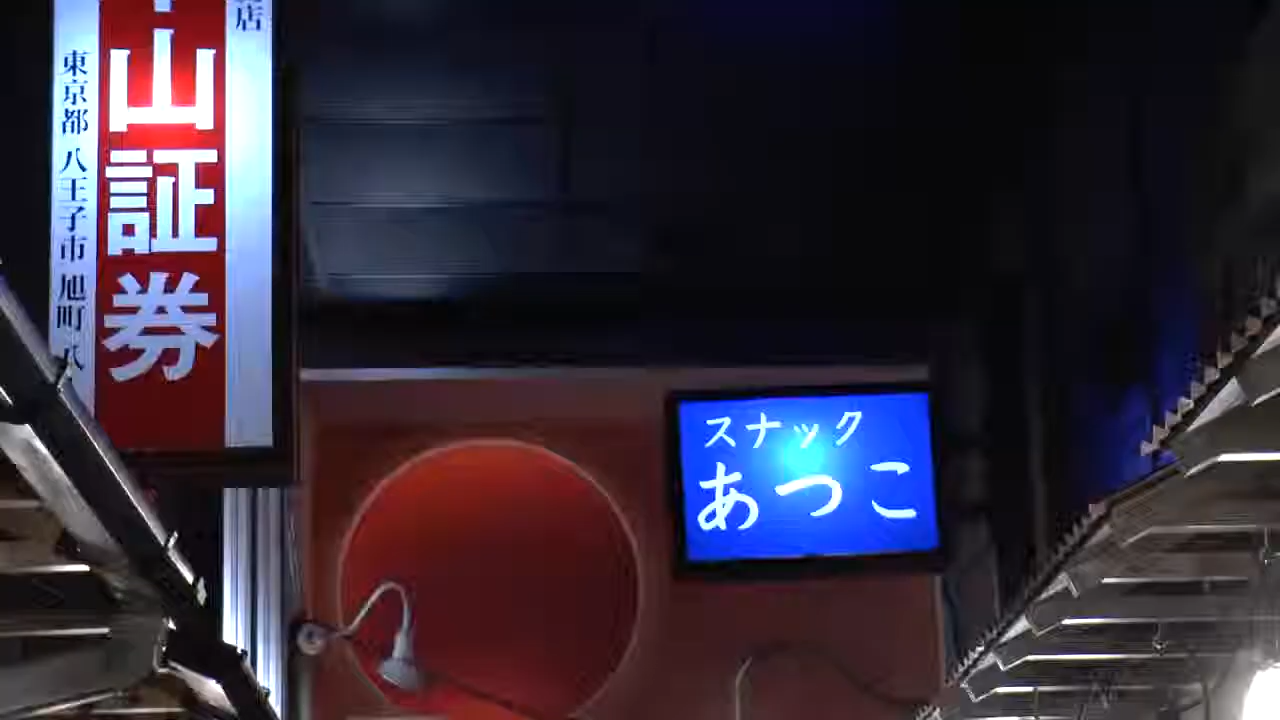 店
山証券
東京都 八王子市 旭町 八
スナック
あつこ